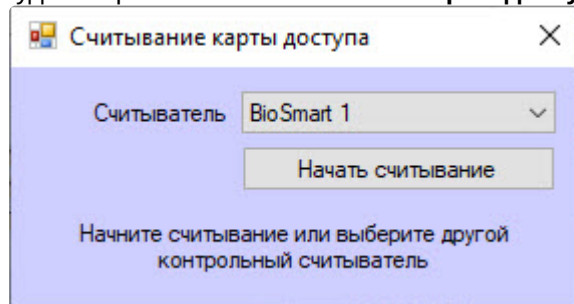 Считывание карты доступа
Считыватель BioSmart 1
Начать считывание
Начните считывание или выберите другой
контрольный считыватель